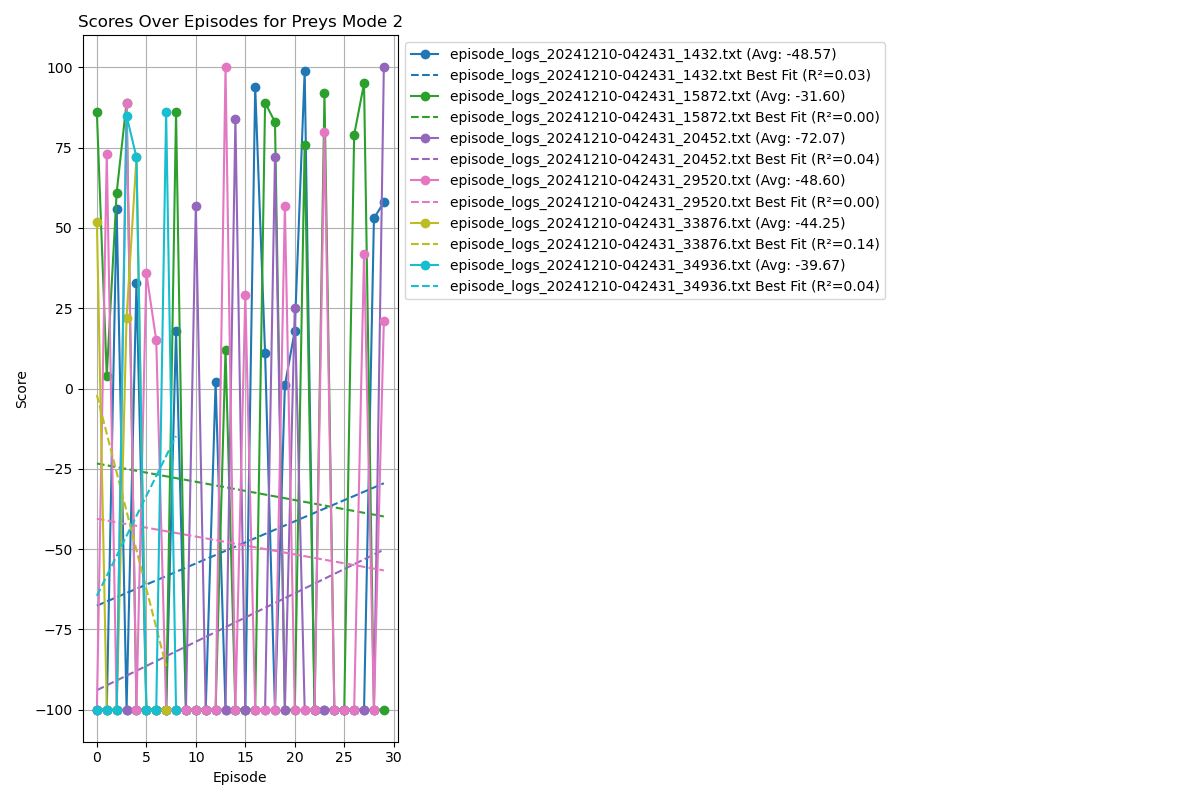 Scores Over Episodes for Preys Mode 2
episode_logs_20241210-042431_1432.txt (Avg: -48.57)
episode_logs_20241210-042431_1432.txt Best Fit (R²=0.03)
episode_logs_20241210-042431_15872.txt (Avg: -31.60)
episode_logs_20241210-042431_15872.txt Best Fit (R²=0.00)
episode_logs_20241210-042431_20452.txt (Avg: -72.07)
episode_logs_20241210-042431_20452.txt Best Fit (R²=0.04)
episode_logs_20241210-042431_29520.txt (Avg: -48.60)
episode_logs_20241210-042431_29520.txt Best Fit (R²=0.00)
episode_logs_20241210-042431_33876.txt (Avg: -44.25)
episode_logs_20241210-042431_33876.txt Best Fit (R²=0.14)
episode_logs_20241210-042431_34936.txt (Avg: -39.67)
episode_logs_20241210-042431_34936.txt Best Fit (R²=0.04)
Score
100
75
50
25
0
−25
−50
−75
−100
0 5 10 15 20 25 30
Episode